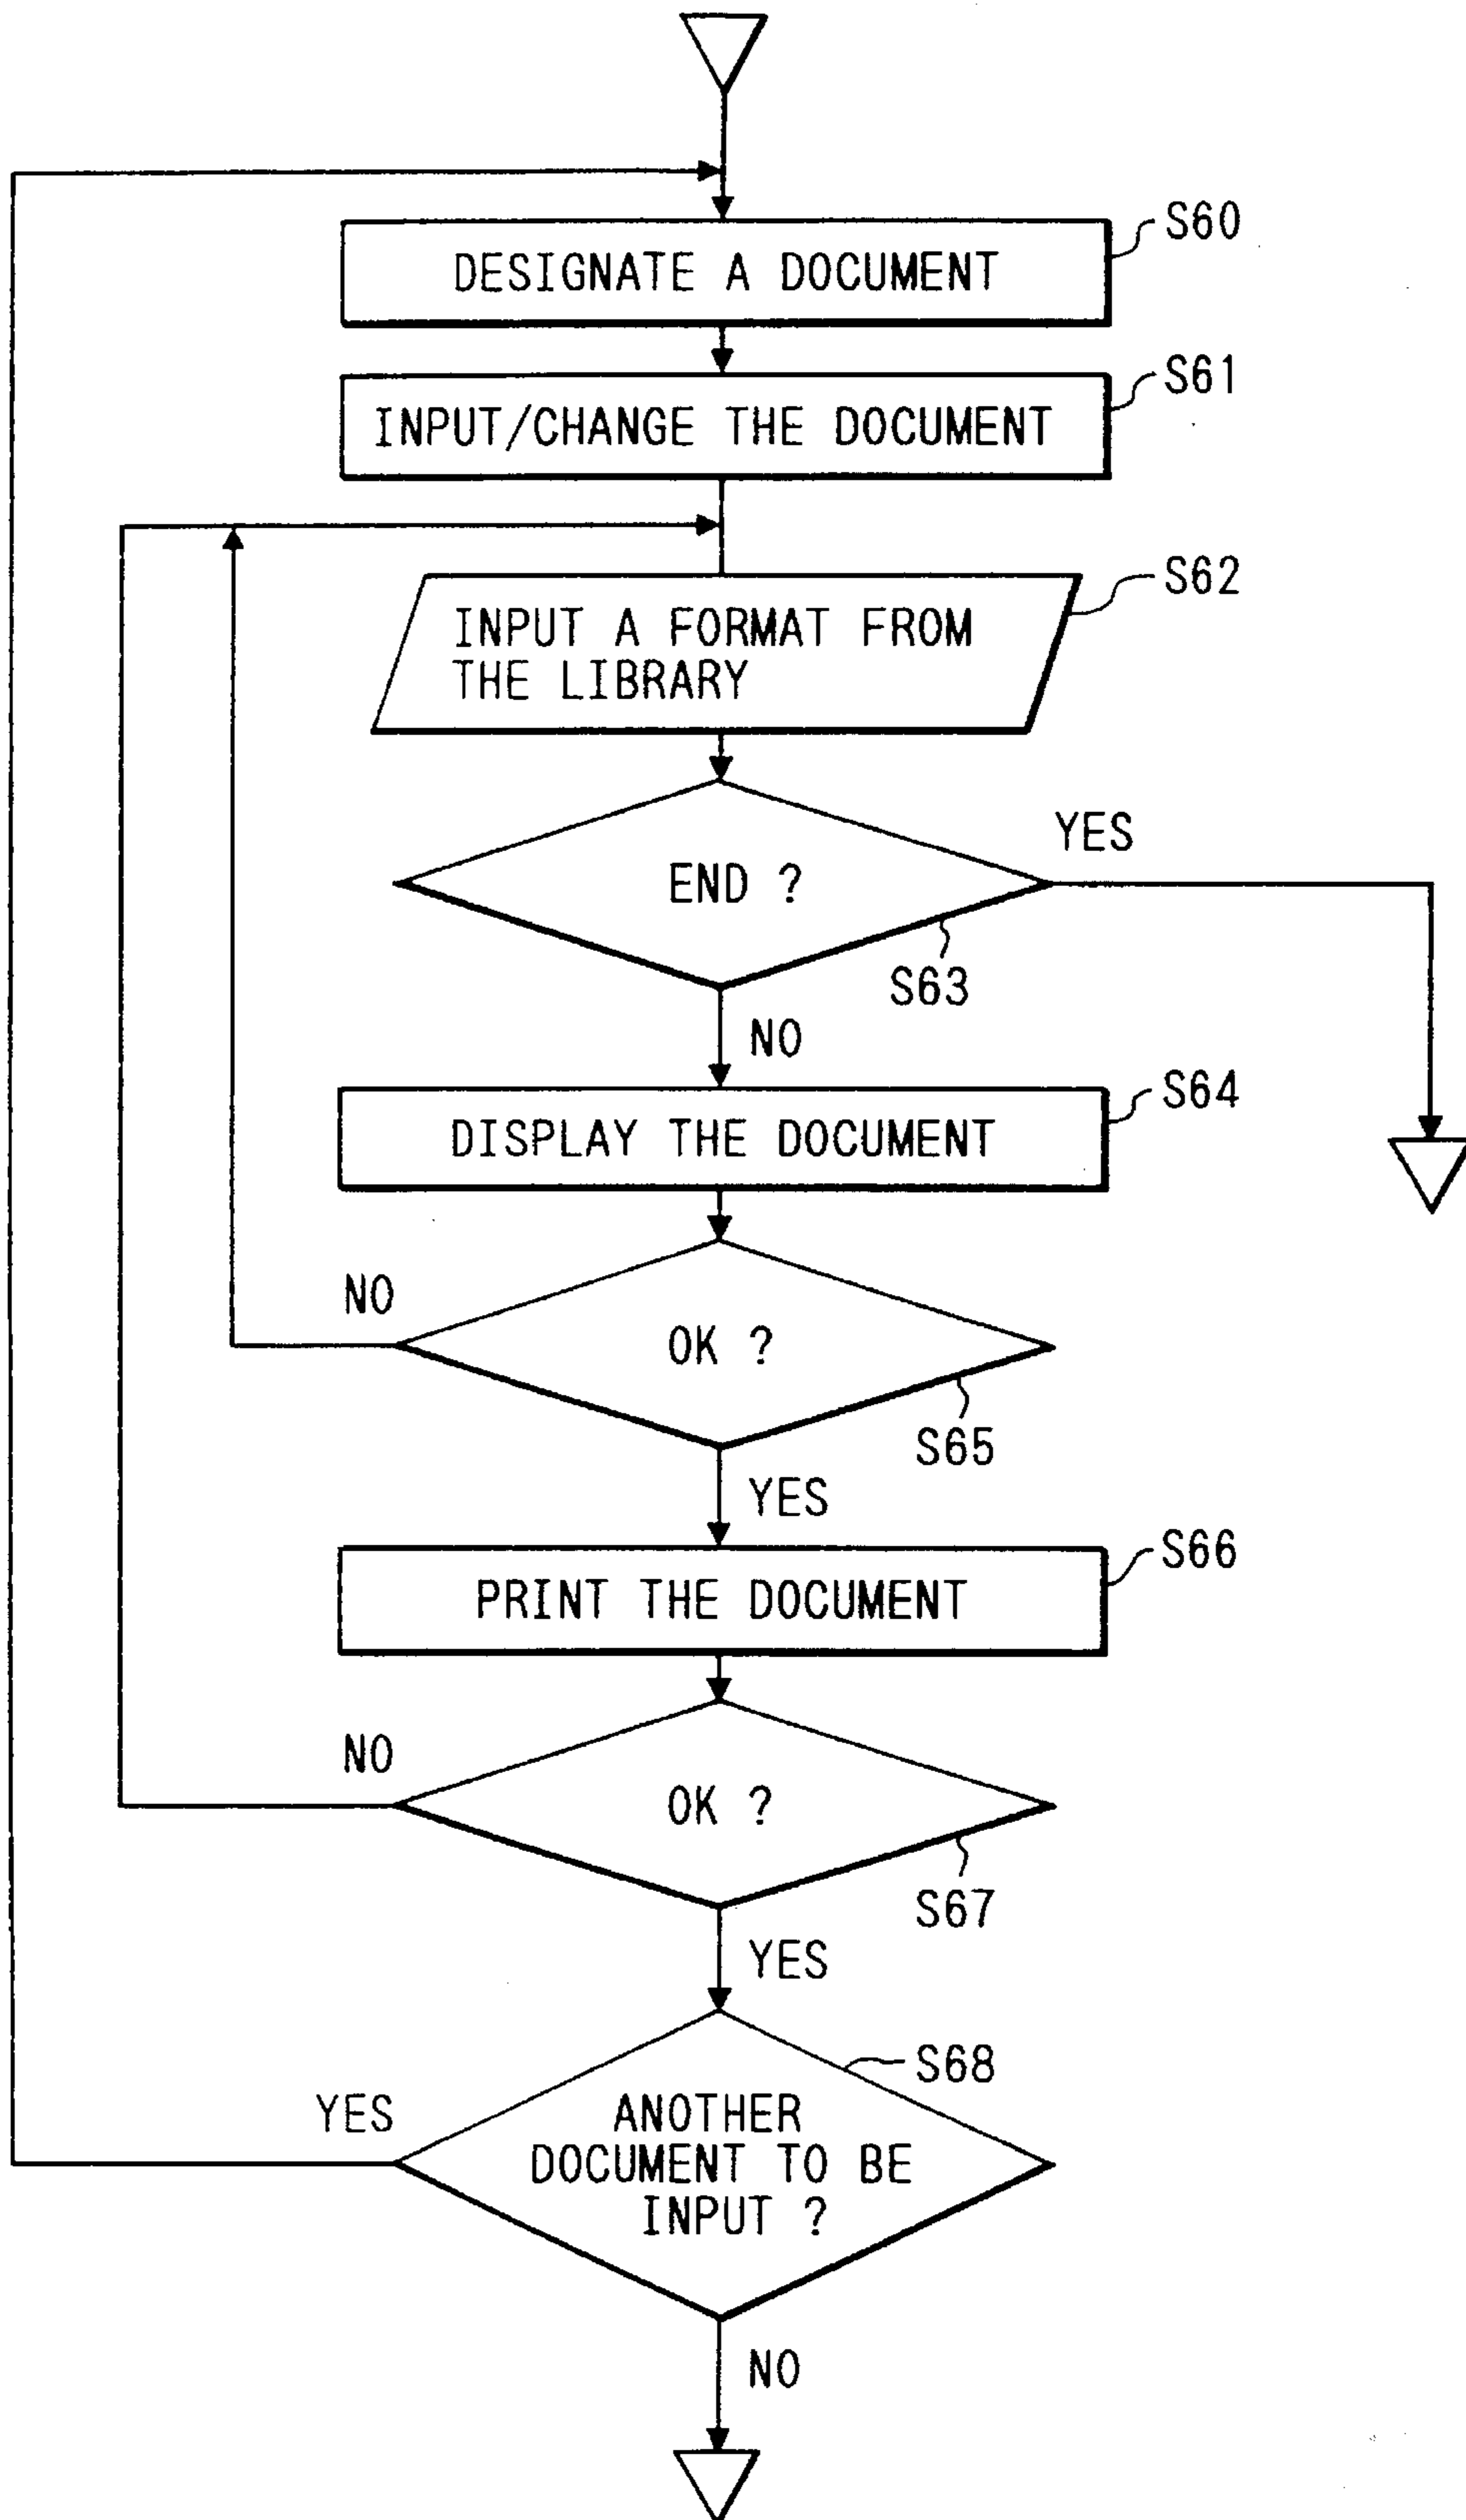 S60
DESIGNATE A DOCUMENT
S61
INPUT/CHANGE THE DOCUMENT
S62
INPUT A FORMAT FROM
THE LIBRARY
YES
END ?
S63
NO
S64
DISPLAY THE DOCUMENT
NO
OK ?
S65
YES
S66
PRINT THE DOCUMENT
NO
OK ?
S67
YES
S68
YES
ANOTHER
DOCUMENT TO BE
INPUT ?
NO